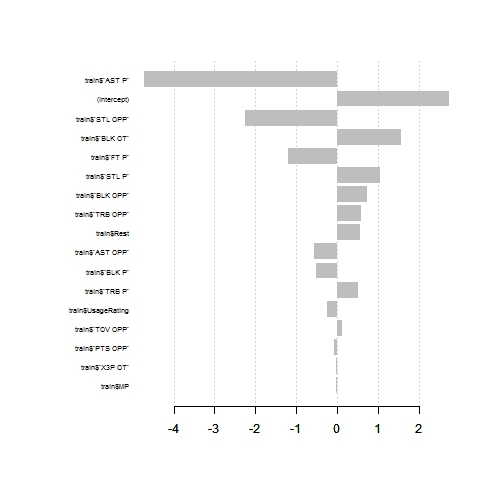 train$`AST P`
(Intercept)
train$`STL OPP`
train$`BLK OT`
train$`FT P`
train$`STL P`
train$`BLK OPP`
train$`TRB OPP`
train$Rest
train$`AST OPP`
train$`BLK P`
train$`TRB P`
train$UsageRating
train$`TOV OPP`
train$`PTS OPP`
train$`X3P OT`
train$MP
-4 -3 -2 -1 0 1 2